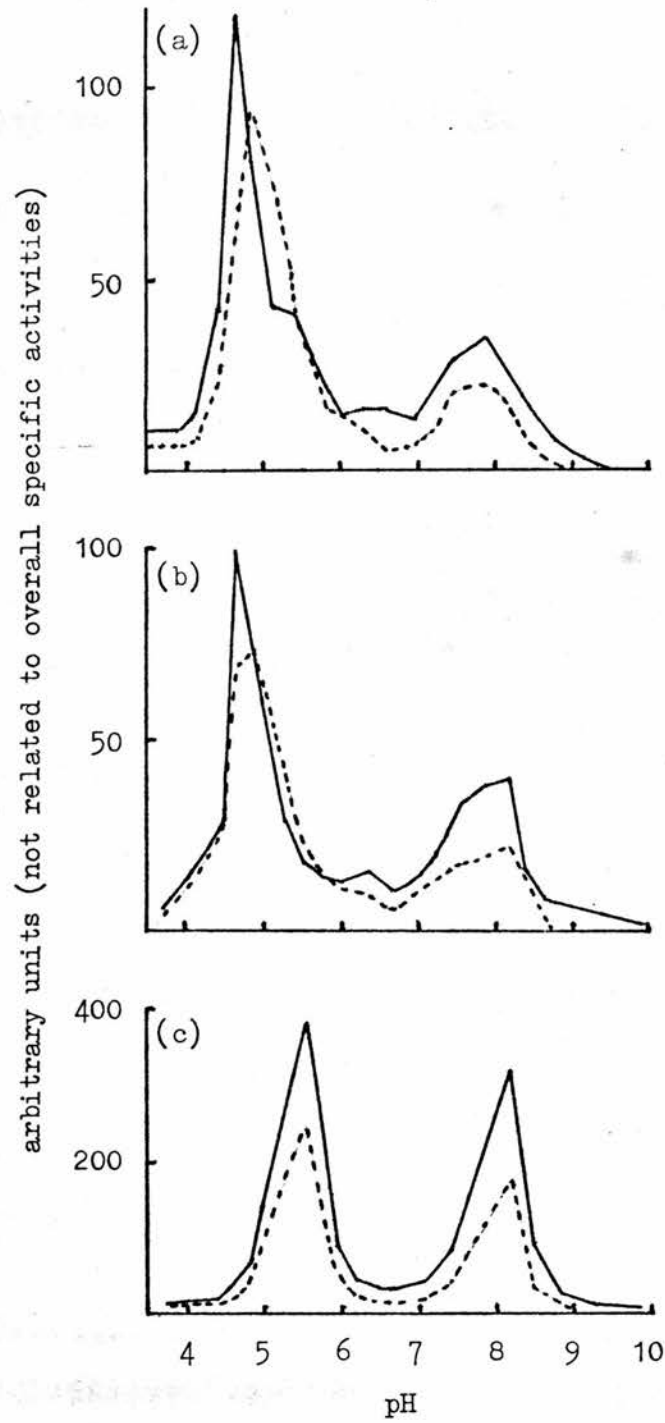 arbitrary units (not related to overall specific activities)
(a)
100
50
(b)
100
50
(c)
400
200
4 5 6 7 8 9 10
pH